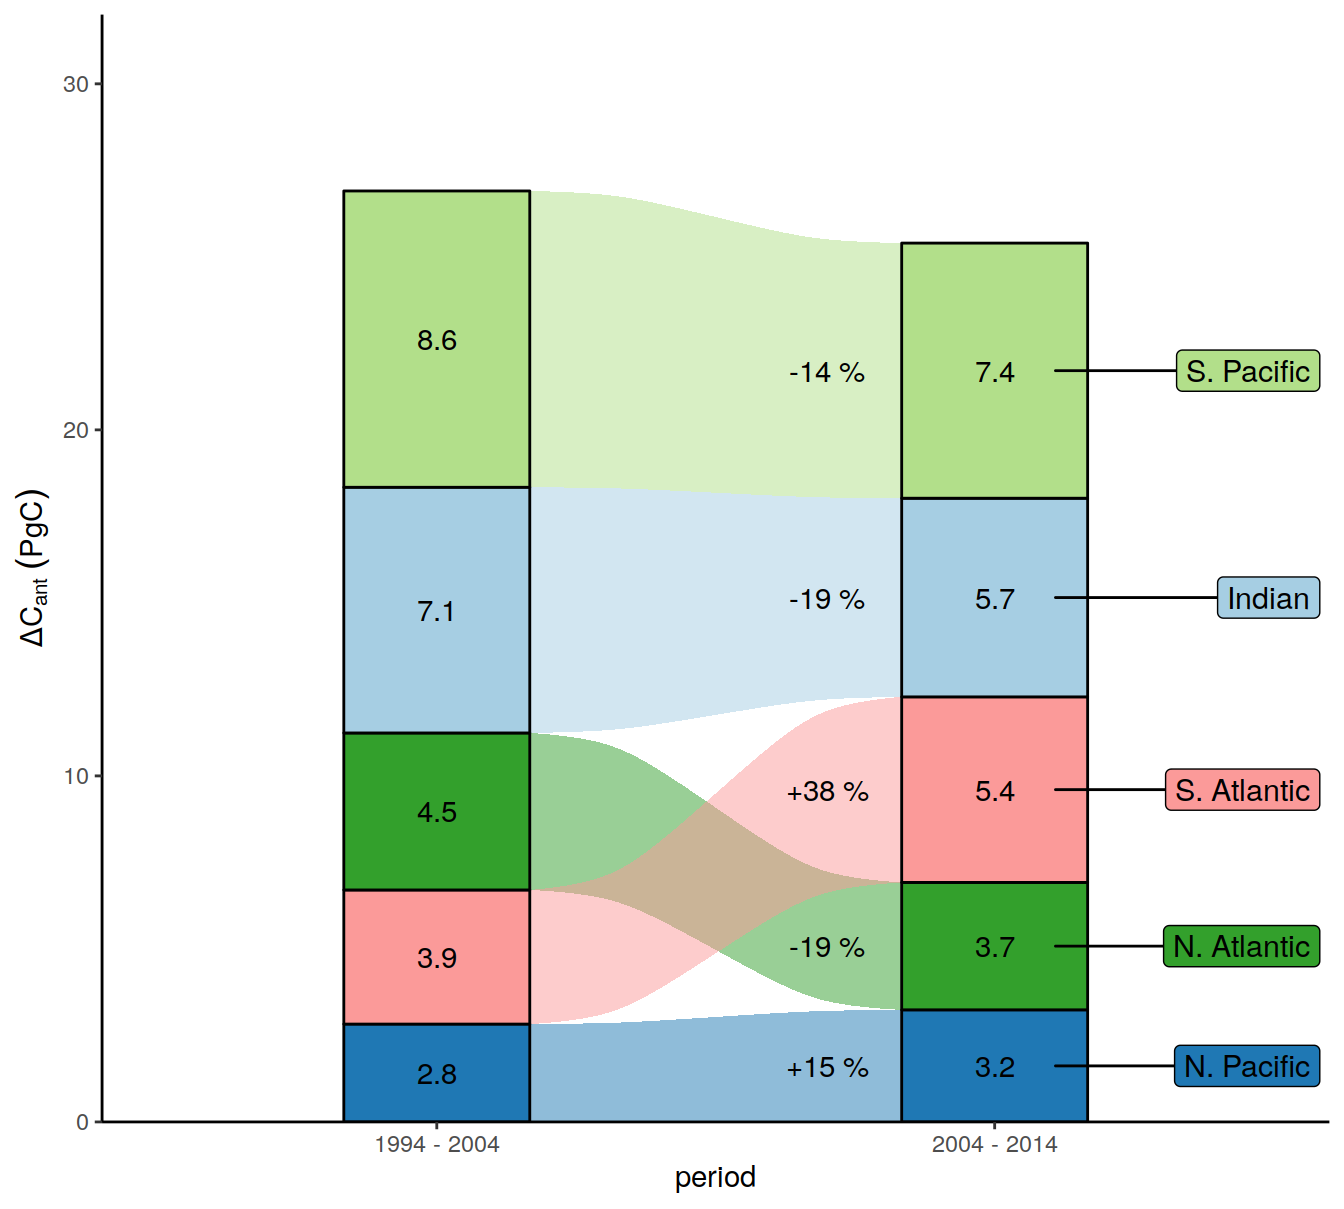 30
20
10
0
ΔCant (PgC)
8.6
7.1
4.5
3.9
2.8
-14 %
-19 %
+38 %
-19 %
+15 %
7.4
5.7
5.4
3.7
3.2
S. Pacific
Indian
S. Atlantic
N. Atlantic
N. Pacific
1994 - 2004
2004 - 2014
period